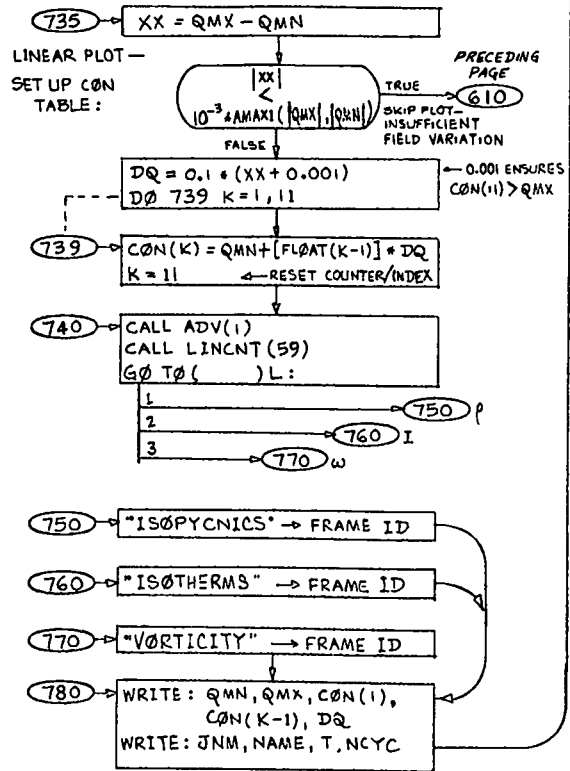 735
XX = QMX - QMN
LINEAR PLOT—
SET UP CØN
TABLE:
|XX|
<
10⁻³*AMAX1(|QMX|,|QMN|)
TRUE
PRECEDING
PAGE
610
SKIP PLOT—
INSUFFICIENT
FIELD VARIATION
FALSE
DQ = 0.1 * (XX + 0.001)
DØ 739 K = 1, 11
← 0.001 ENSURES
CØN(11) > QMX
739
CØN(K) = QMN+[FLØAT(K-1)] * DQ
K = 11 ← RESET COUNTER/INDEX
740
CALL ADV(1)
CALL LINCNT(59)
GØ TØ( )L:
1
750 ρ
2
760 I
3
770 ω
750
"ISØPYCNICS" → FRAME ID
760
"ISØTHERMS" → FRAME ID
770
"VØRTICITY" → FRAME ID
780
WRITE: QMN, QMX, CØN(1),
CØN(K-1), DQ
WRITE: JNM, NAME, T, NCYC